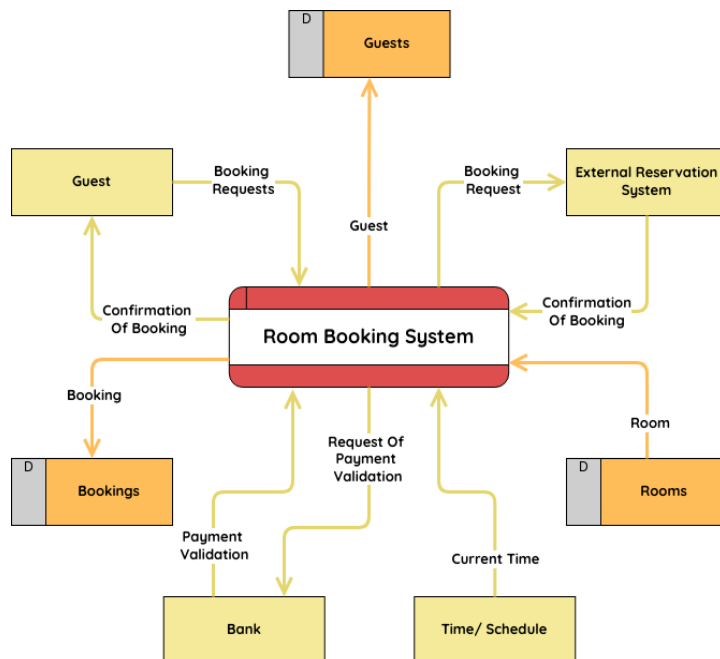 D
Guests
Guest
Booking
Requests
Booking
Request
External Reservation
System
Guest
Confirmation
Of Booking
Confirmation
Of Booking
Room Booking System
Booking
Room
Request Of
Payment
Validation
D
Bookings
D
Rooms
Payment
Validation
Current Time
Bank
Time/ Schedule